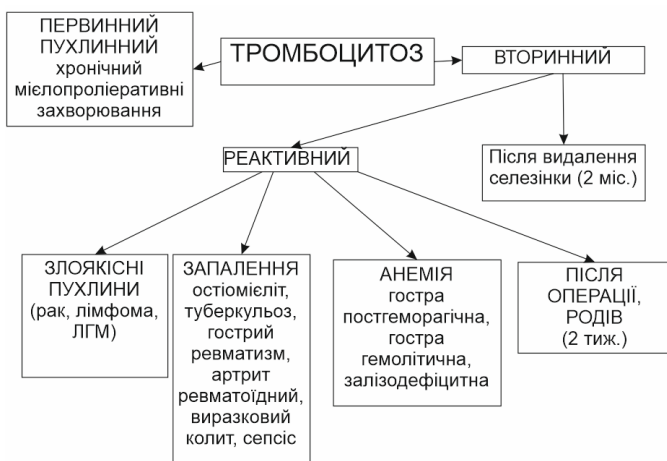 ПЕРВИННИЙ
ПУХЛИННИЙ
хронічний
мієлопроліеративні
захворювання
ТРОМБОЦИТОЗ
ВТОРИННИЙ
РЕАКТИВНИЙ
Після видалення
селезінки (2 міс.)
ЗЛОЯКІСНІ
ПУХЛИНИ
(рак, лімфома,
ЛГМ)
ЗАПАЛЕННЯ
остіомієліт,
туберкульоз,
гострий
ревматизм,
артрит
ревматоїдний,
виразковий
колит, сепсіс
АНЕМІЯ
гостра
постгеморагічна,
гостра
гемолітична,
залізодефіцитна
ПІСЛЯ
ОПЕРАЦІЇ,
РОДІВ
(2 тиж.)